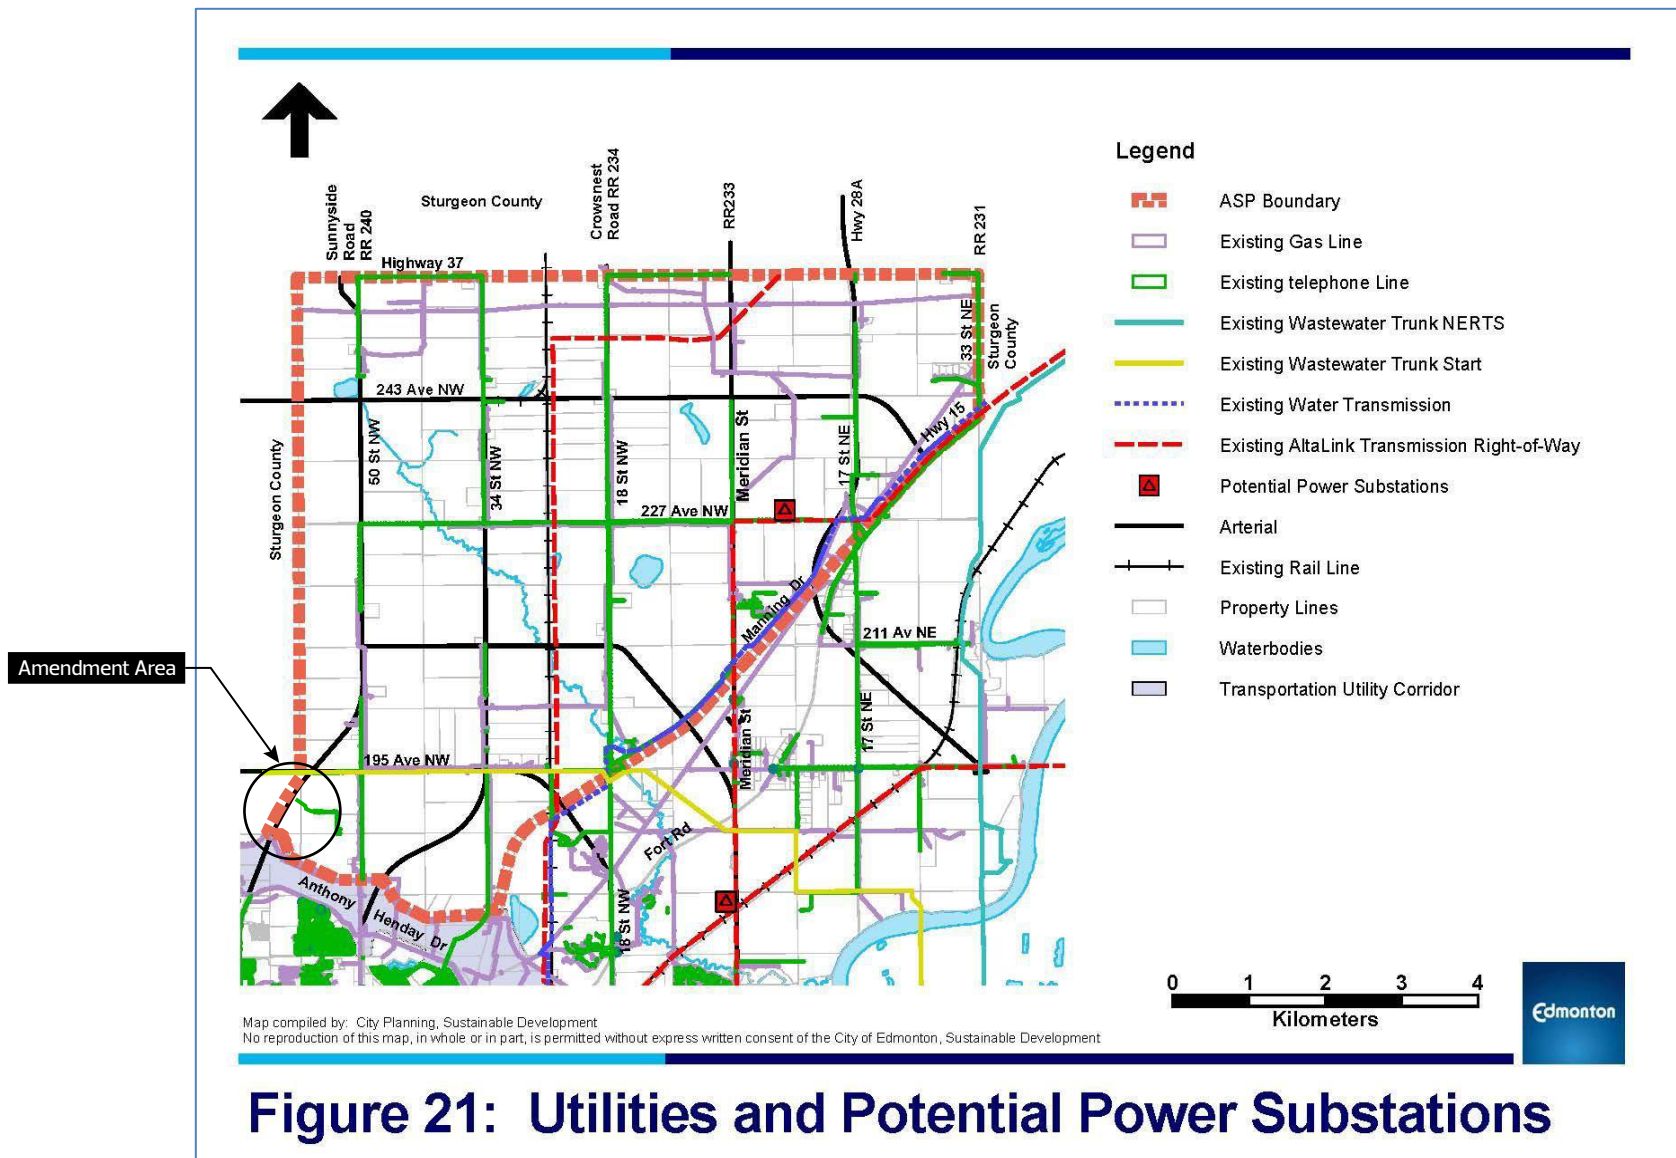 Sunnyside
Road
RR 240
Sturgeon County
Crowsnest
Road RR 234
RR233
Hwy 28A
RR 231
Highway 37
33 St NE
Sturgeon
County
243 Ave NW
Hwy 15
Sturgeon County
50 St NW
34 St NW
18 St NW
Meridian St
17 St NE
227 Ave NW
Manning Dr
211 Av NE
Amendment Area
195 Ave NW
Meridian St
17 St NE
Fort Rd
Anthony
Henday Dr
18 St NW
Legend
ASP Boundary
Existing Gas Line
Existing telephone Line
Existing Wastewater Trunk NERTS
Existing Wastewater Trunk Start
Existing Water Transmission
Existing AltaLink Transmission Right-of-Way
Potential Power Substations
Arterial
Existing Rail Line
Property Lines
Waterbodies
Transportation Utility Corridor
0 1 2 3 4
Kilometers
Edmonton
Map compiled by: City Planning, Sustainable Development
No reproduction of this map, in whole or in part, is permitted without express written consent of the City of Edmonton, Sustainable Development
Figure 21: Utilities and Potential Power Substations